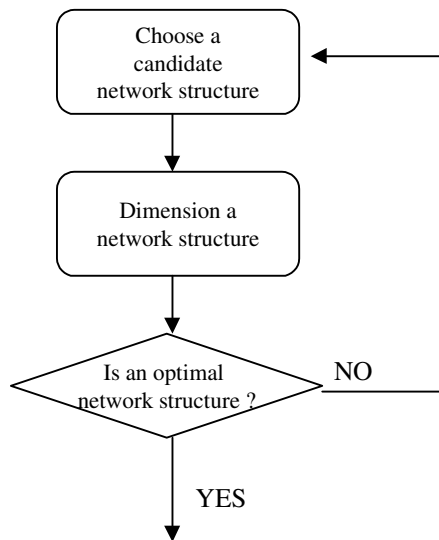 Choose a
candidate
network structure
Dimension a
network structure
Is an optimal
network structure ?
NO
YES